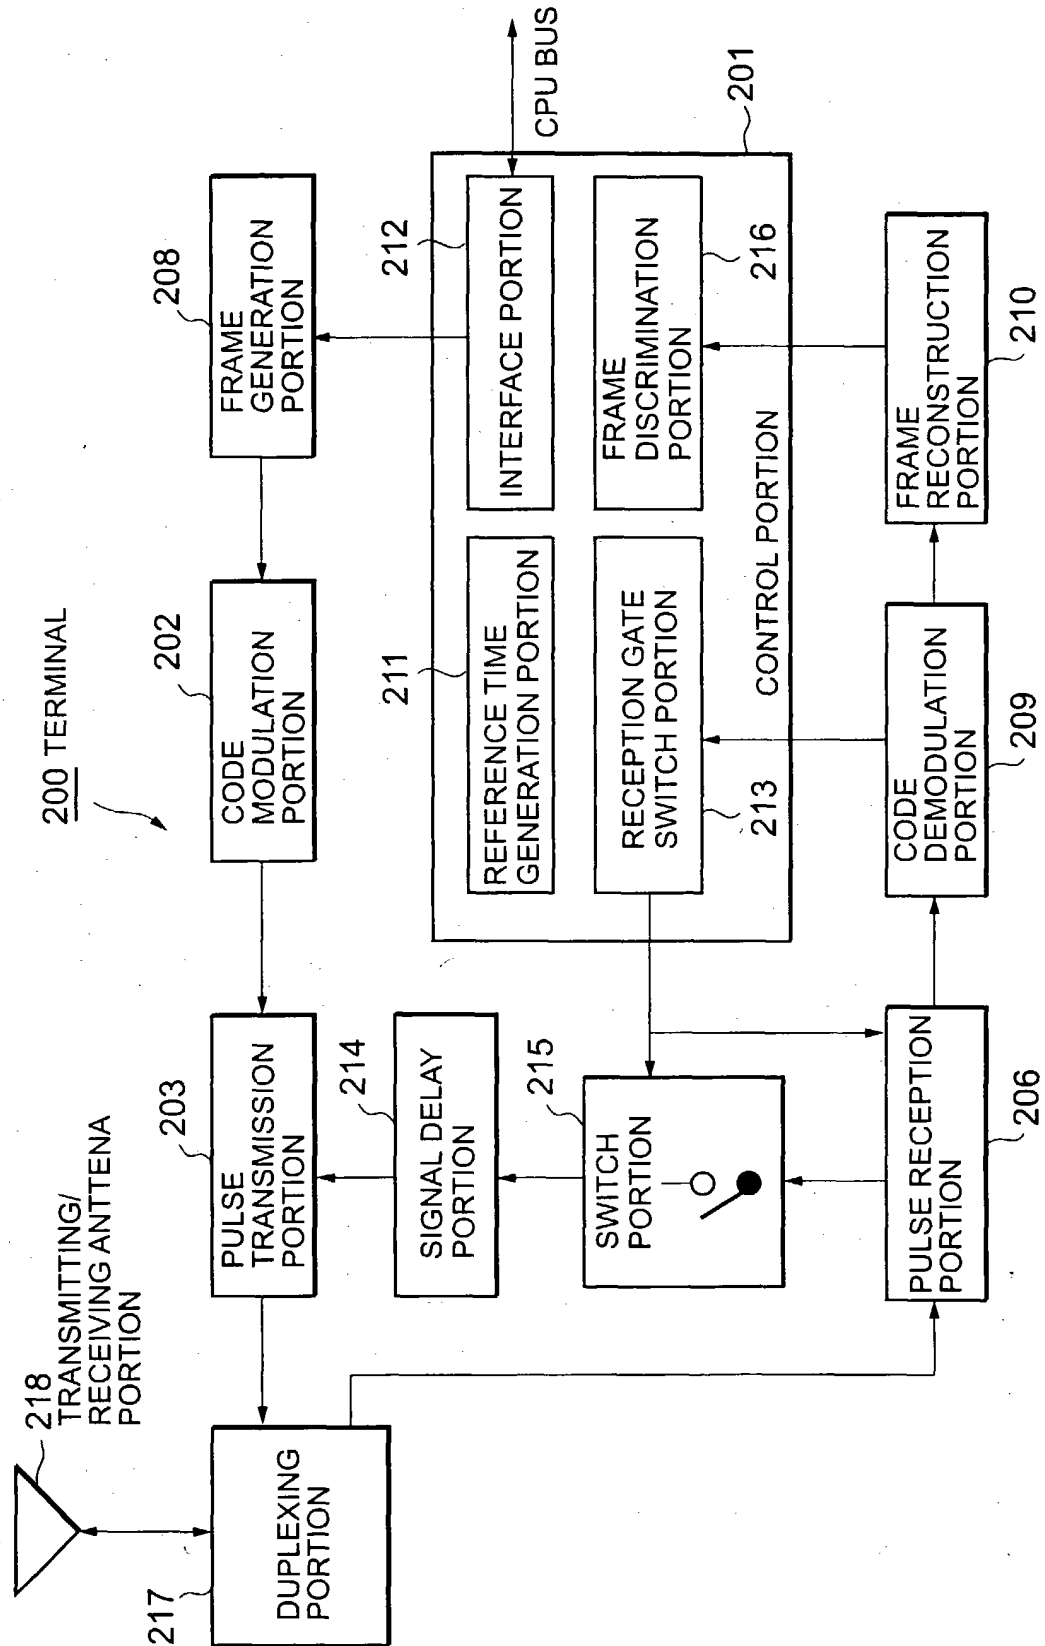 200 TERMINAL
218
TRANSMITTING/
RECEIVING ANTTENA
PORTION
217
DUPLEXING
PORTION
203
PULSE
TRANSMISSION
PORTION
202
CODE
MODULATION
PORTION
208
FRAME
GENERATION
PORTION
214
SIGNAL DELAY
PORTION
215
SWITCH
PORTION
211
REFERENCE TIME
GENERATION PORTION
212
INTERFACE PORTION
CPU BUS
RECEPTION GATE
SWITCH PORTION
213
FRAME
DISCRIMINATION
PORTION
216
CONTROL PORTION
201
PULSE RECEPTION
PORTION
206
CODE
DEMODULATION
PORTION
209
FRAME
RECONSTRUCTION
PORTION
210